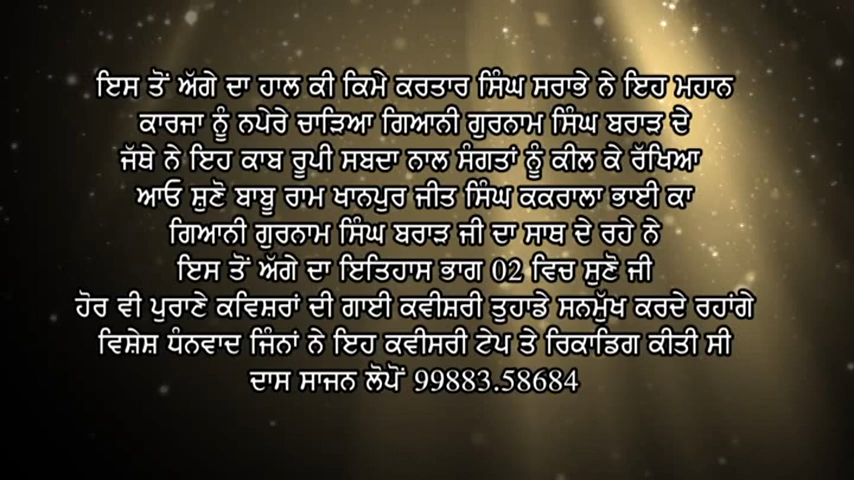 ਇਸ ਤੋਂ ਅੱਗੇ ਦਾ ਹਾਲ ਕੀ ਕਿਮੇ ਕਰਤਾਰ ਸਿੰਘ ਸਰਾਭੇ ਨੇ ਇਹ ਮਹਾਨ
ਕਾਰਜਾ ਨੂੰ ਨਪੇਰੇ ਚਾੜਿਆ ਗਿਆਨੀ ਗੁਰਨਾਮ ਸਿੰਘ ਬਰਾੜ ਦੇ
ਜੱਥੇ ਨੇ ਇਹ ਕਾਬ ਰੂਪੀ ਸਬਦਾ ਨਾਲ ਸੰਗਤਾਂ ਨੂੰ ਕੀਲ ਕੇ ਰੱਖਿਆ
ਆਓ ਸ਼ੁਣੋ ਬਾਬੂ ਰਾਮ ਖਾਨਪੁਰ ਜੀਤ ਸਿੰਘ ਕਕਰਾਲਾ ਭਾਈ ਕਾ
ਗਿਆਨੀ ਗੁਰਨਾਮ ਸਿੰਘ ਬਰਾੜ ਜੀ ਦਾ ਸਾਥ ਦੇ ਰਹੇ ਨੇ
ਇਸ ਤੋਂ ਅੱਗੇ ਦਾ ਇਤਿਹਾਸ ਭਾਗ 02 ਵਿਚ ਸੁਣੋ ਜੀ
ਹੋਰ ਵੀ ਪੁਰਾਣੇ ਕਵਿਸ਼ਰਾਂ ਦੀ ਗਾਈ ਕਵੀਸ਼ਰੀ ਤੁਹਾਡੇ ਸਨਮੁੱਖ ਕਰਦੇ ਰਹਾਂਗੇ
ਵਿਸ਼ੇਸ਼ ਧੰਨਵਾਦ ਜਿੰਨਾਂ ਨੇ ਇਹ ਕਵੀਸਰੀ ਟੇਪ ਤੇ ਰਿਕਾਡਿਗ ਕੀਤੀ ਸੀ
ਦਾਸ ਸਾਜਨ ਲੋਪੋਂ 99883.58684